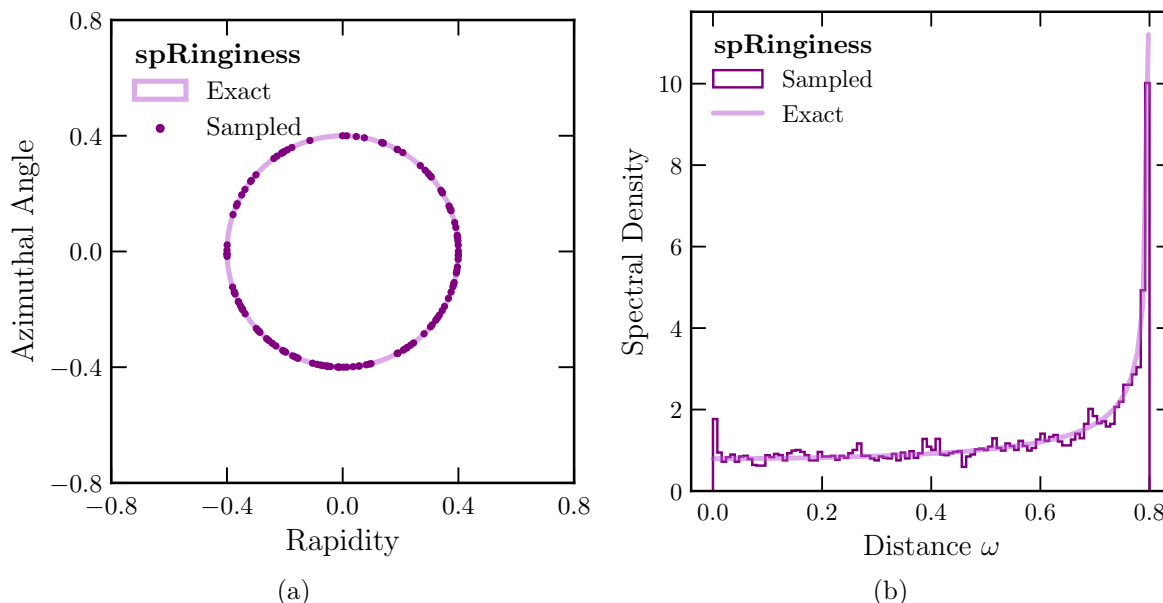 spRinginess
Exact
Sampled
0.8
0.4
0.0
−0.4
−0.8
−0.8
−0.4
0.0
0.4
0.8
Azimuthal Angle
Rapidity
(a)
spRinginess
Sampled
Exact
10
8
6
4
2
0
0.0
0.2
0.4
0.6
0.8
Spectral Density
Distance ω
(b)